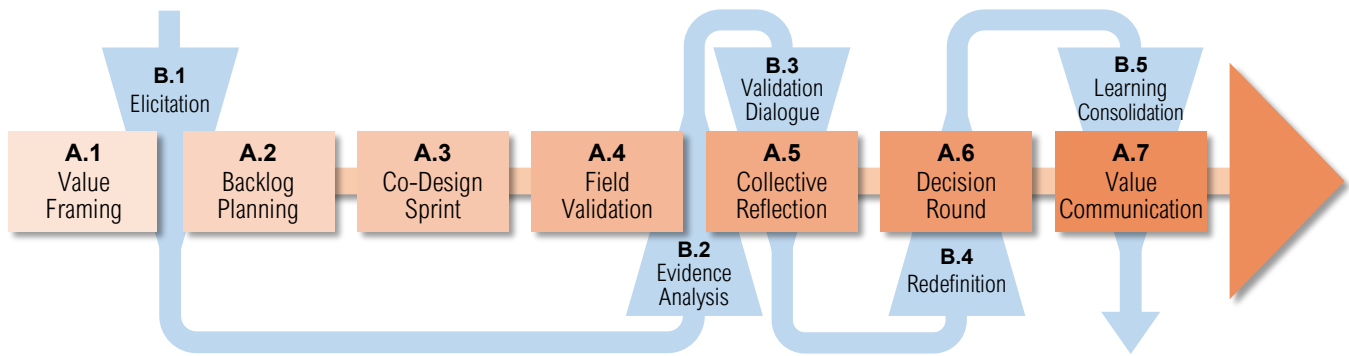 B.1
Elicitation
B.3
Validation
Dialogue
B.5
Learning
Consolidation
A.1
Value
Framing
A.2
Backlog
Planning
A.3
Co-Design
Sprint
A.4
Field
Validation
A.5
Collective
Reflection
A.6
Decision
Round
A.7
Value
Communication
B.2
Evidence
Analysis
B.4
Redefinition